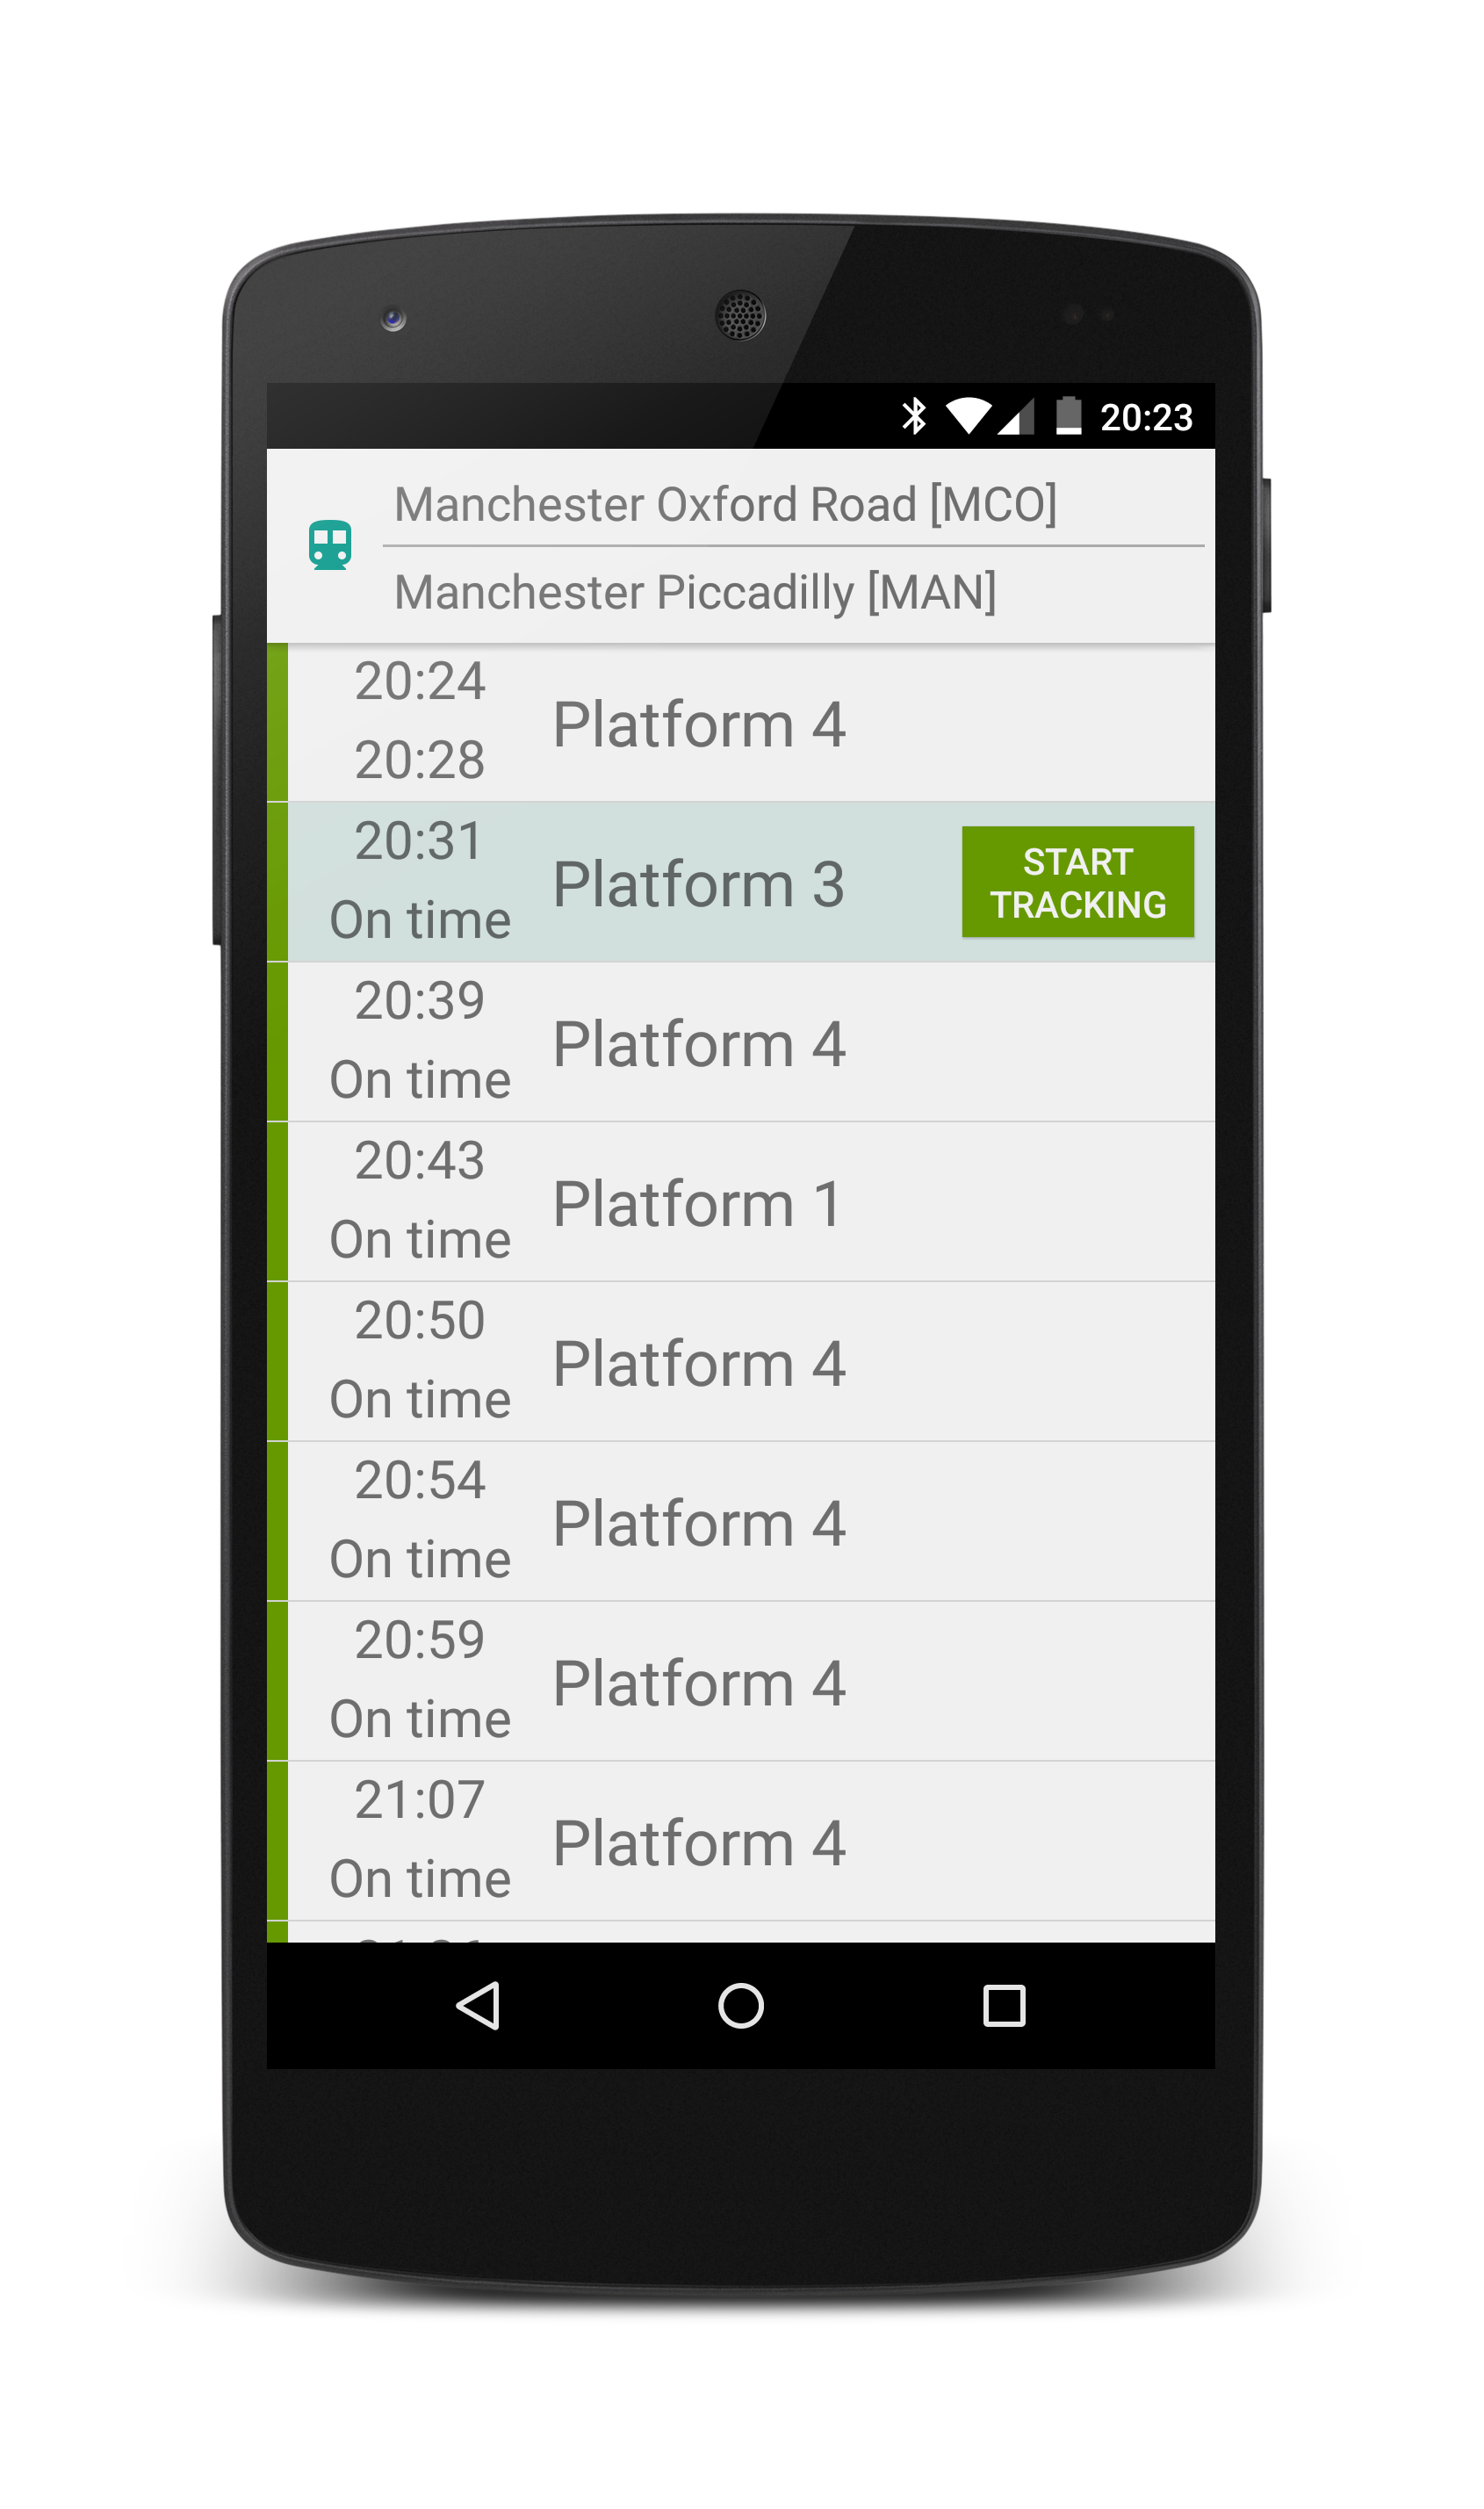 20:23
Manchester Oxford Road [MCO]
Manchester Piccadilly [MAN]
20:24
Platform 4
20:28
20:31
Platform 3
START
TRACKING
On time
20:39
Platform 4
On time
20:43
Platform 1
On time
20:50
Platform 4
On time
20:54
Platform 4
On time
20:59
Platform 4
On time
21:07
Platform 4
On time